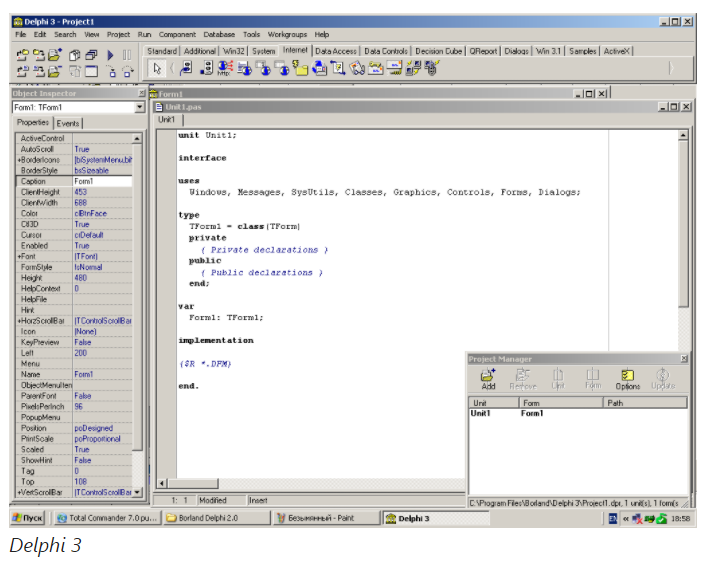 Delphi 3 - Project1
File Edit Search View Project Run Component Database Tools Workgroups Help
Standard Additional Win32 System Internet Data Access Data Controls Decision Cube QReport Dialogs Win 3.1 Samples ActiveX
Object Inspector
Form1: TForm1
Properties Events
ActiveControl
AutoScroll True
+BorderIcons [biSystemMenu,bi
BorderStyle bsSizeable
Caption Form1
ClientHeight 453
ClientWidth 688
Color clBtnFace
Ctl3D True
Cursor crDefault
Enabled True
+Font (TFont)
FormStyle fsNormal
Height 480
HelpContext 0
HelpFile
Hint
+HorzScrollBar (TControlScrollBar
Icon (None)
KeyPreview False
Left 200
Menu
Name Form1
ObjectMenuItem
ParentFont False
PixelsPerInch 96
PopupMenu
Position poDesigned
PrintScale poProportional
Scaled True
ShowHint False
Tag 0
Top 108
+VertScrollBar (TControlScrollBar
Form1
Unit1.pas
Unit1
unit Unit1;
interface
uses
Windows, Messages, SysUtils, Classes, Graphics, Controls, Forms, Dialogs;
type
TForm1 = class(TForm)
private
{ Private declarations }
public
{ Public declarations }
end;
var
Form1: TForm1;
implementation
{$R *.DFM}
end.
1: 1 Modified Insert
Project Manager
Add Remove Unit Form Options Update
Unit Form Path
Unit1 Form1
C:\Program Files\Borland\Delphi 3\Project1.dpr, 1 unit(s), 1 form(s
Пуск Total Commander 7.0 pu... Borland Delphi 2.0 Безымянный - Paint Delphi 3 EN « 18:58
Delphi 3